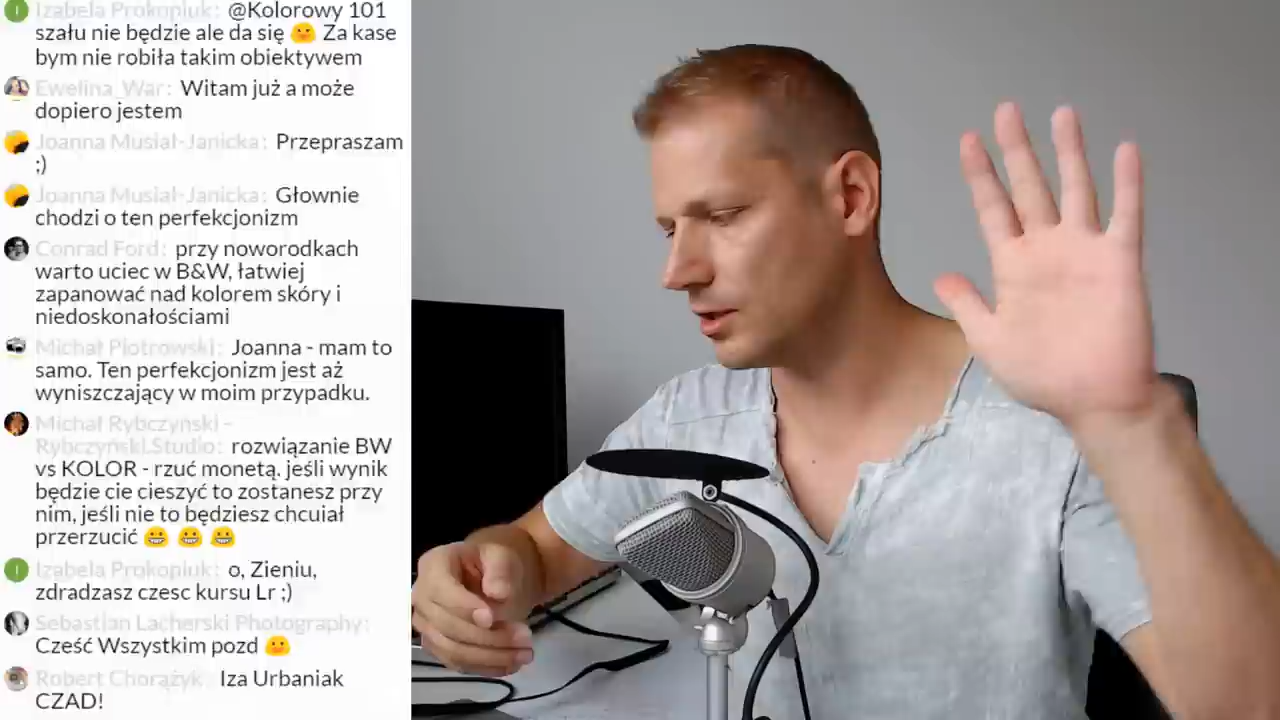 Izabela Prokopiuk: @Kolorowy 101
szału nie będzie ale da się Za kase
bym nie robiła takim obiektywem
Ewelina_War: Witam już a może
dopiero jestem
Joanna Musiał-Janicka: Przepraszam
;)
Joanna Musiał-Janicka: Głownie
chodzi o ten perfekcjonizm
Conrad Ford: przy noworodkach
warto uciec w B&W, łatwiej
zapanować nad kolorem skóry i
niedoskonałościami
Michał Piotrowski: Joanna - mam to
samo. Ten perfekcjonizm jest aż
wyniszczający w moim przypadku.
Michał Rybczyński -
Rybczyński.Studio: rozwiązanie BW
vs KOLOR - rzuć monetą. jeśli wynik
będzie cie cieszyć to zostanesz przy
nim, jeśli nie to będziesz chcuiał
przerzucić 😀 😀 😀
Izabela Prokopiuk: o, Zieniu,
zdradzasz czesc kursu Lr ;)
Sebastian Lacherski Photography:
Cześć Wszystkim pozd
Robert Chorążyk Iza Urbaniak
CZAD!